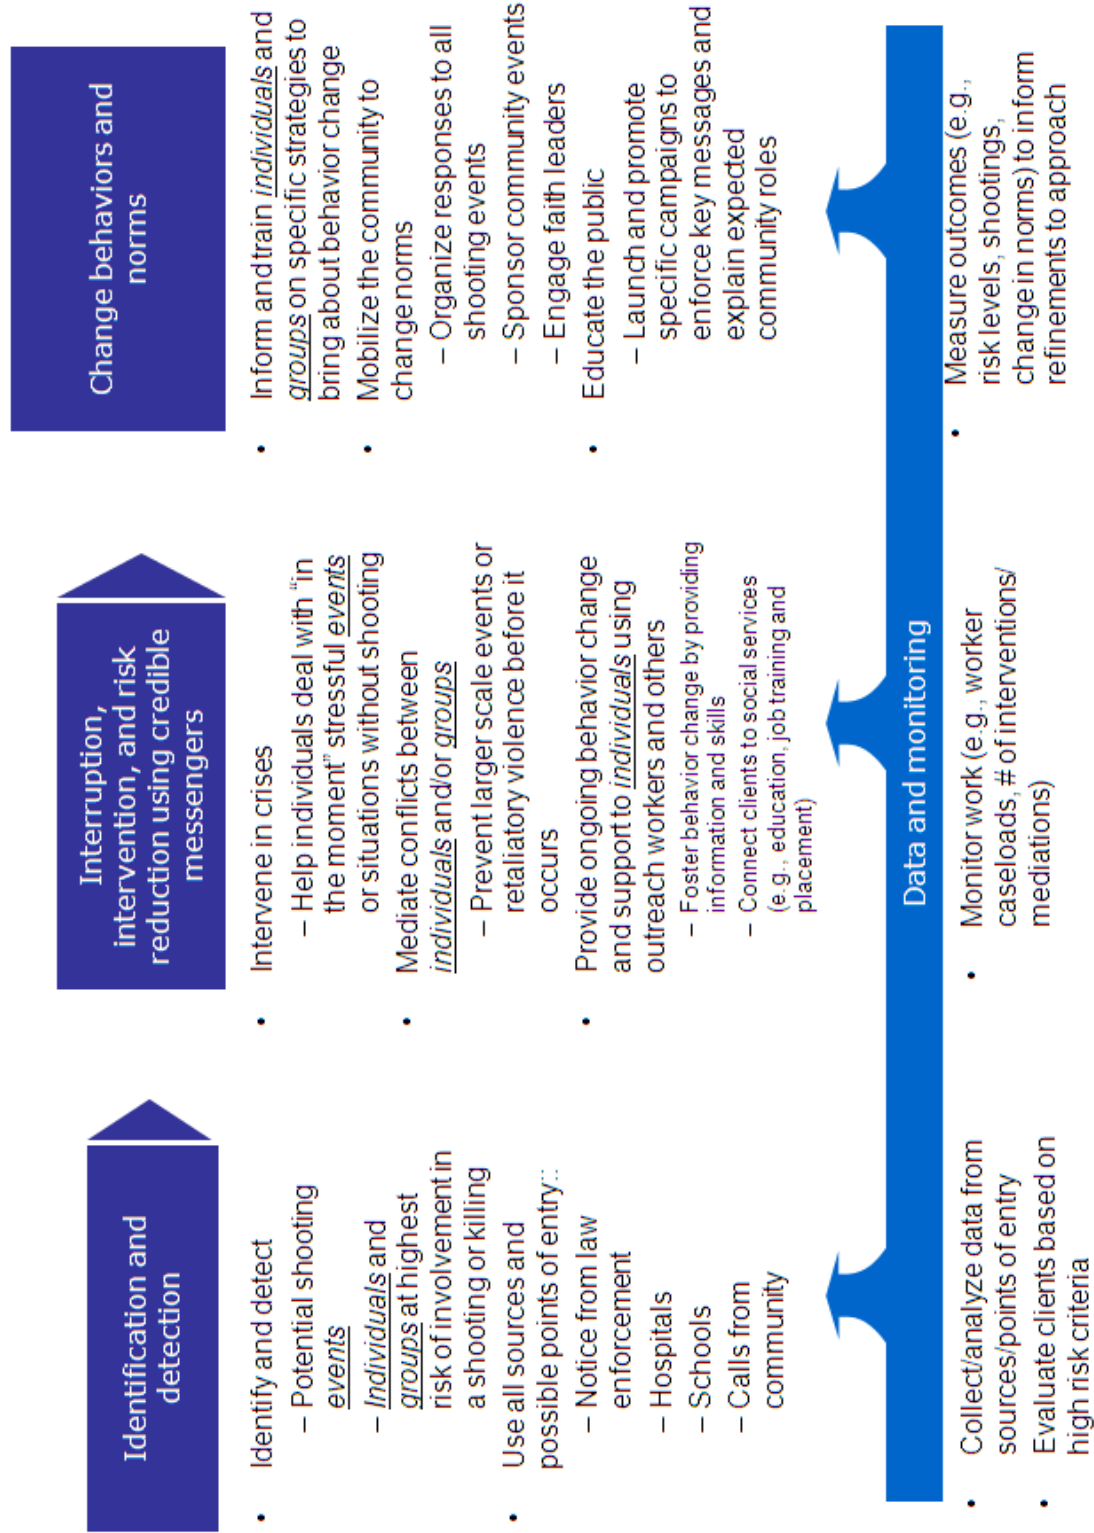 Identification and
detection
• Identify and detect
– Potential shooting
events
– Individuals and
groups at highest
risk of involvement in
a shooting or killing
• Use all sources and
possible points of entry::
– Notice from law
enforcement
– Hospitals
– Schools
– Calls from
community
Interruption,
intervention, and risk
reduction using credible
messengers
• Intervene in crises
– Help individuals deal with “in
the moment” stressful events
or situations without shooting
• Mediate conflicts between
individuals and/or groups
– Prevent larger scale events or
retaliatory violence before it
occurs
• Provide ongoing behavior change
and support to individuals using
outreach workers and others
– Foster behavior change by providing
information and skills
– Connect clients to social services
(e.g., education, job training and
placement)
Change behaviors and
norms
• Inform and train individuals and
groups on specific strategies to
bring about behavior change
• Mobilize the community to
change norms
– Organize responses to all
shooting events
– Sponsor community events
– Engage faith leaders
• Educate the public
– Launch and promote
specific campaigns to
enforce key messages and
explain expected
community roles
Data and monitoring
• Collect/analyze data from
sources/points of entry
• Evaluate clients based on
high risk criteria
• Monitor work (e.g., worker
caseloads, # of interventions/
mediations)
• Measure outcomes (e.g.,
risk levels, shootings,
change in norms) to inform
refinements to approach